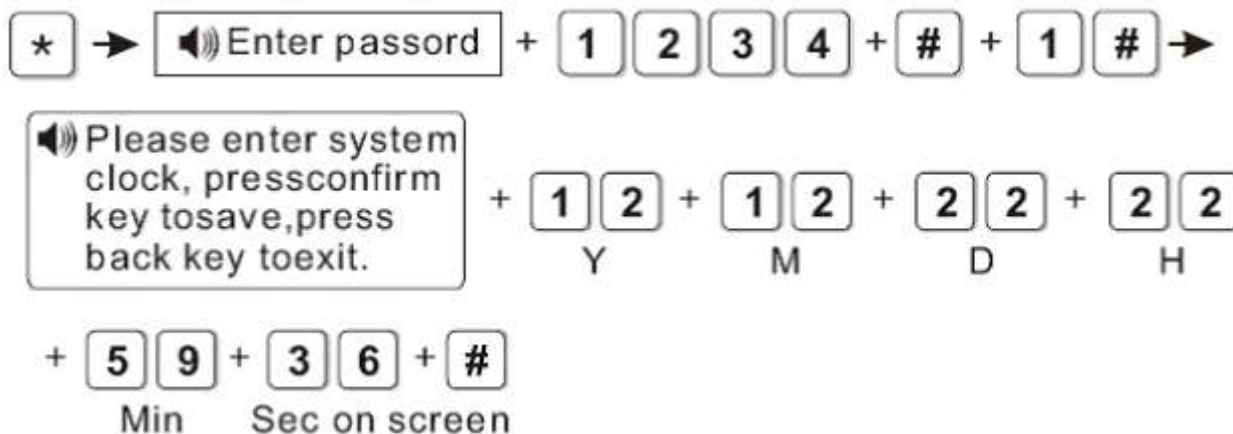 * → Enter passord + 1 2 3 4 + # + 1 # →
Please enter system
clock, pressconfirm
key tosave,press
back key toexit.
+ 1 2 + 1 2 + 2 2 + 2 2
Y M D H
+ 5 9 + 3 6 + #
Min Sec on screen